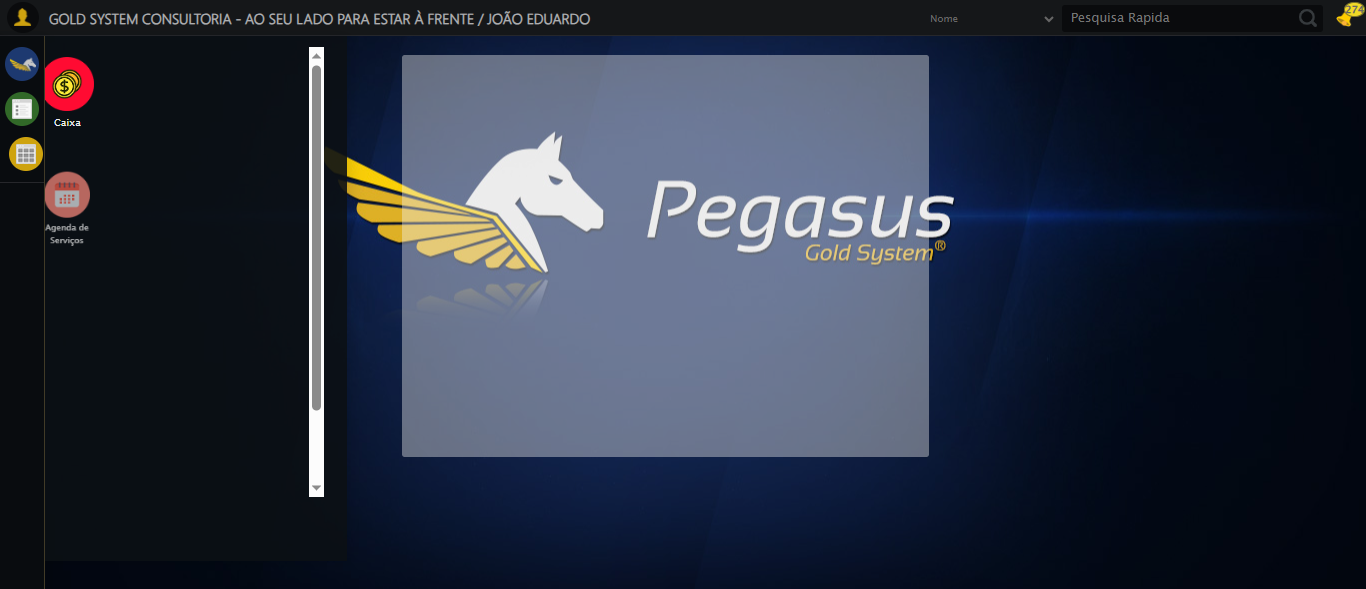 GOLD SYSTEM CONSULTORIA - AO SEU LADO PARA ESTAR À FRENTE / JOÃO EDUARDO
Nome
Pesquisa Rapida
274
Caixa
Agenda de
Serviços
Pegasus
Gold System®